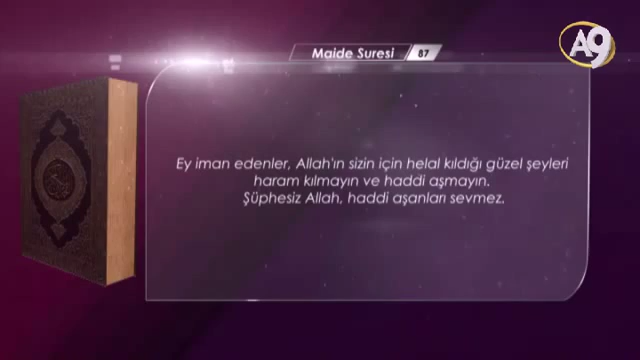 A9
Maide Suresi 87
Ey iman edenler, Allah'ın sizin için helal kıldığı güzel şeyleri
haram kılmayın ve haddi aşmayın.
Şüphesiz Allah, haddi aşanları sevmez.